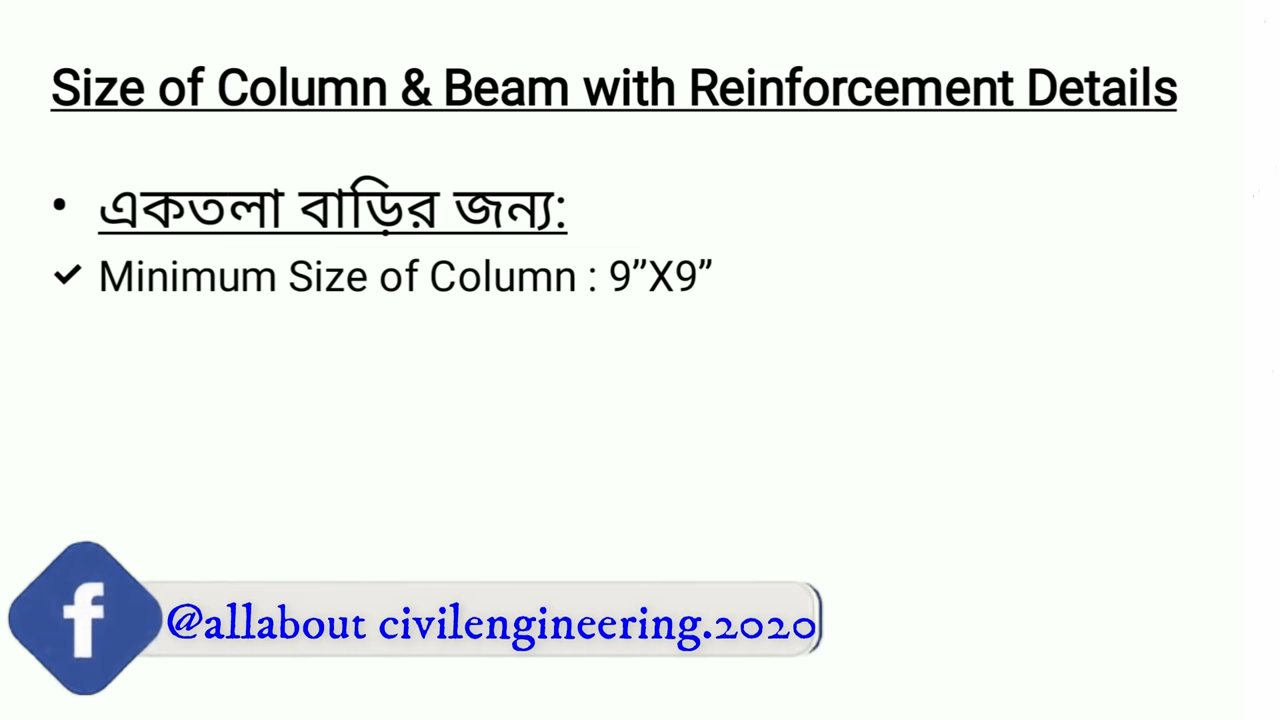 Size of Column & Beam with Reinforcement Details
• একতলা বাড়ির জন্য:
✔ Minimum Size of Column : 9”X9”
f @allabout civilengineering.2020